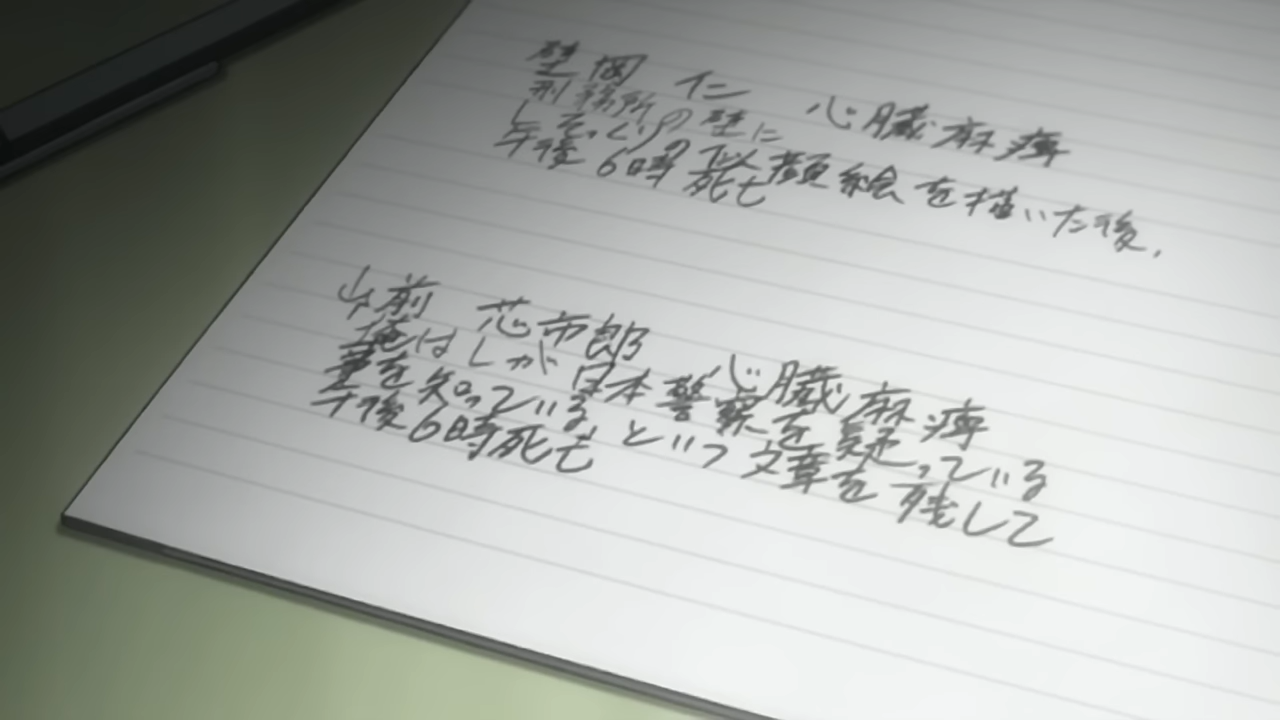 壁岡 仁 心臓麻痺
刑務所の壁に
Lそっくりの似顔絵を描いた後、
午後6時死亡
山前 芯市郎 心臓麻痺
俺はLが日本警察を疑っている
事を知っている、という文章を残して
午後6時死亡